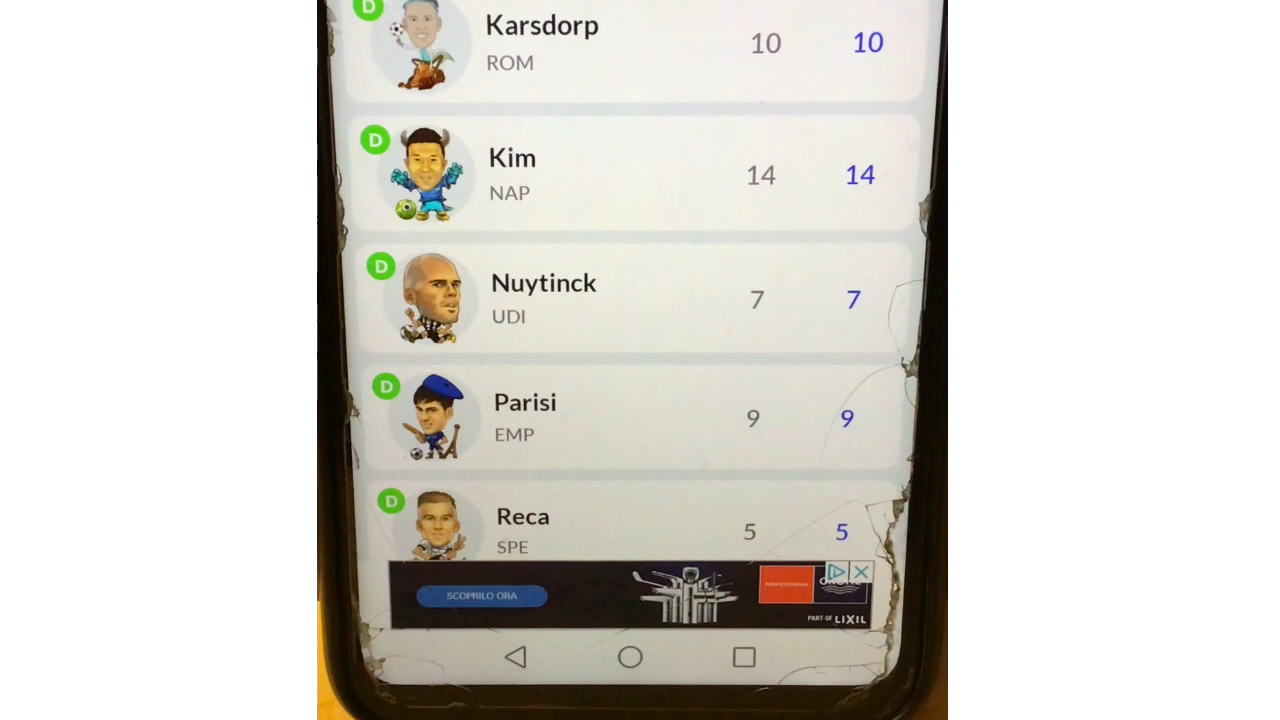 D
Karsdorp
10
10
ROM
D
Kim
14
14
NAP
D
Nuytinck
7
7
UDI
D
Parisi
9
9
EMP
D
Reca
5
5
SPE
SCOPRILO ORA
PROFESSIONAL
PART OF LIXIL